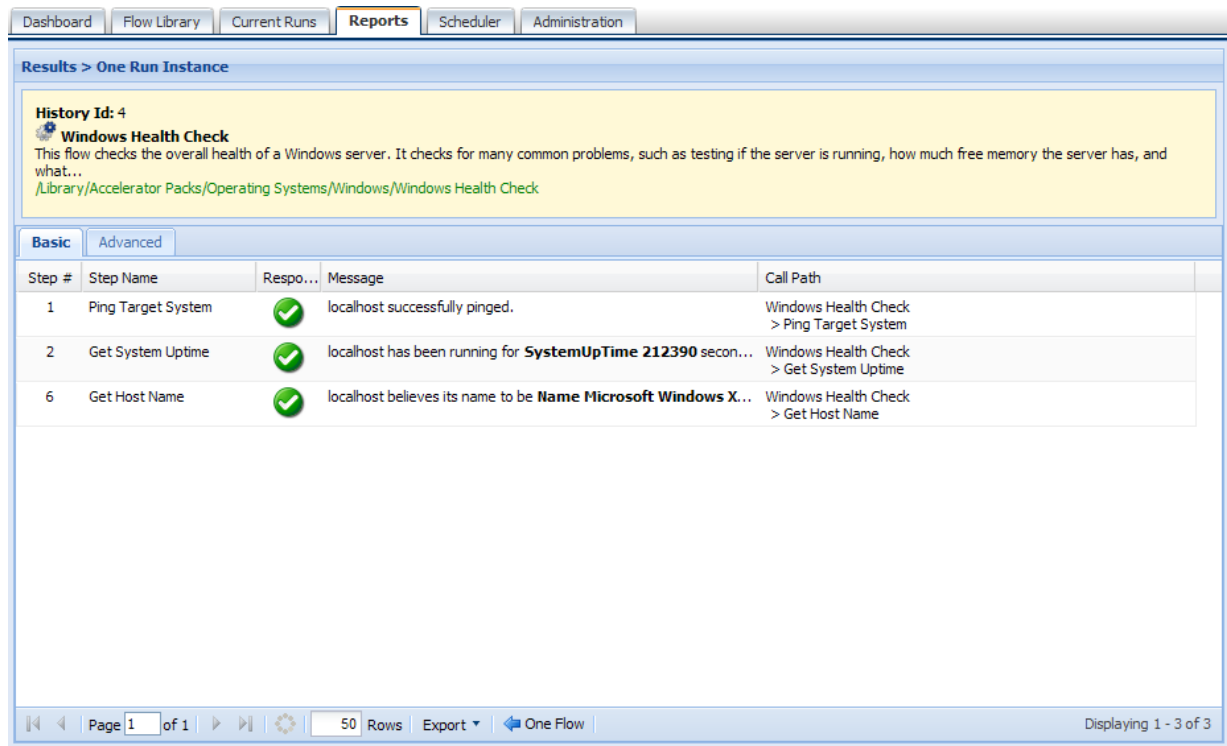 Dashboard Flow Library Current Runs Reports Scheduler Administration
Results > One Run Instance
History Id: 4
Windows Health Check
This flow checks the overall health of a Windows server. It checks for many common problems, such as testing if the server is running, how much free memory the server has, and
what...
/Library/Accelerator Packs/Operating Systems/Windows/Windows Health Check
Basic Advanced
Step # Step Name Respo... Message Call Path
1 Ping Target System localhost successfully pinged. Windows Health Check
> Ping Target System
2 Get System Uptime localhost has been running for SystemUpTime 212390 secon... Windows Health Check
> Get System Uptime
6 Get Host Name localhost believes its name to be Name Microsoft Windows X... Windows Health Check
> Get Host Name
Page 1 of 1 50 Rows Export One Flow Displaying 1 - 3 of 3